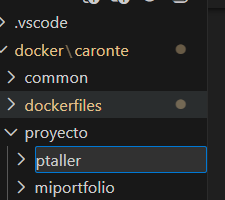 .vscode
docker\caronte
common
dockerfiles
proyecto
ptaller
miportfolio